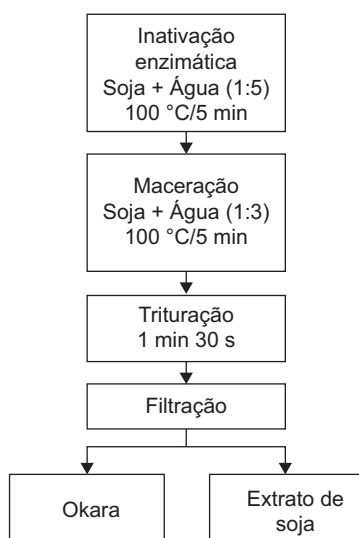 Inativação
enzimática
Soja + Água (1:5)
100 °C/5 min
Maceração
Soja + Água (1:3)
100 °C/5 min
Trituração
1 min 30 s
Filtração
Okara
Extrato de
soja